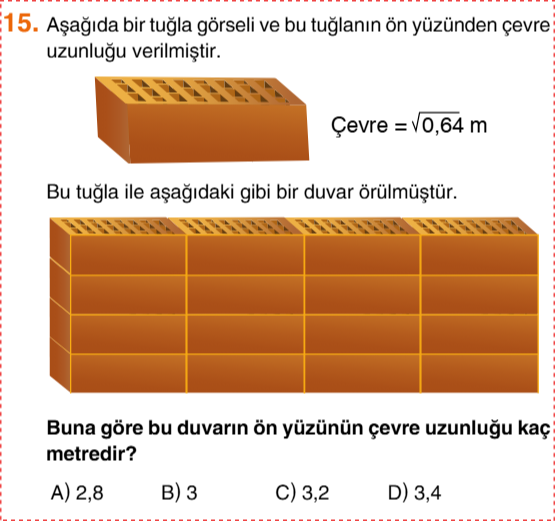 15. Aşağıda bir tuğla görseli ve bu tuğlanın ön yüzünden çevre
uzunluğu verilmiştir.
Çevre = √0,64 m
Bu tuğla ile aşağıdaki gibi bir duvar örülmüştür.
Buna göre bu duvarın ön yüzünün çevre uzunluğu kaç
metredir?
A) 2,8 B) 3 C) 3,2 D) 3,4